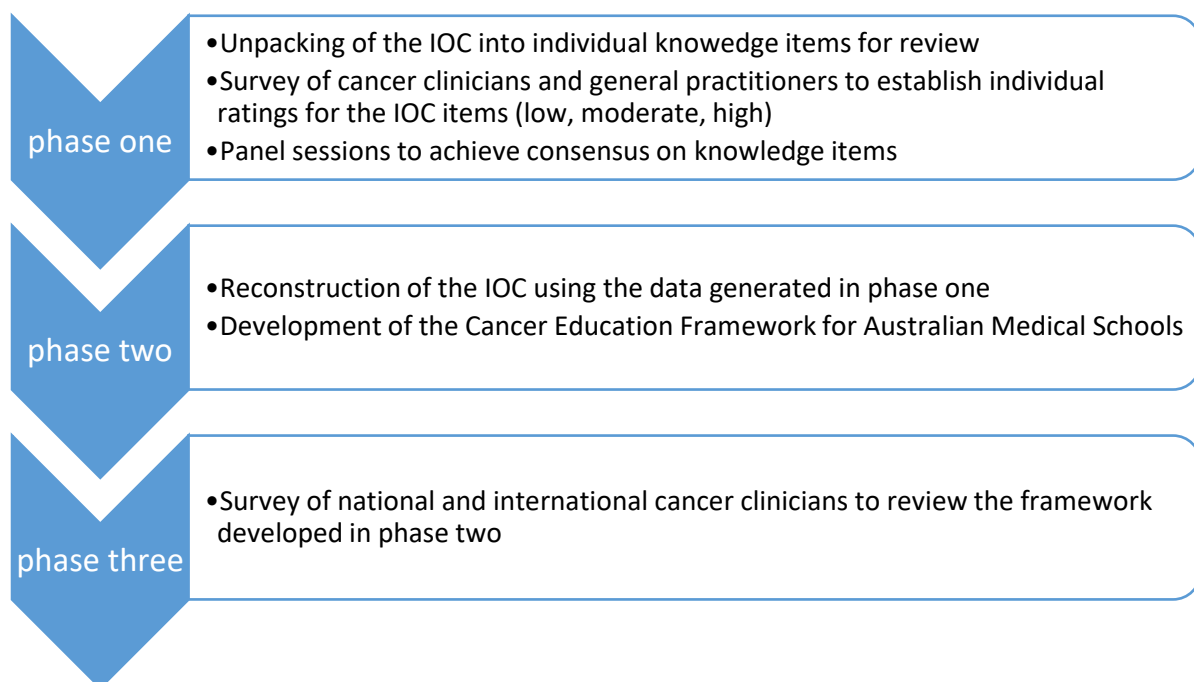 phase one
•Unpacking of the IOC into individual knowedge items for review
•Survey of cancer clinicians and general practitioners to establish individual
ratings for the IOC items (low, moderate, high)
•Panel sessions to achieve consensus on knowledge items
phase two
•Reconstruction of the IOC using the data generated in phase one
•Development of the Cancer Education Framework for Australian Medical Schools
phase three
•Survey of national and international cancer clinicians to review the framework
developed in phase two